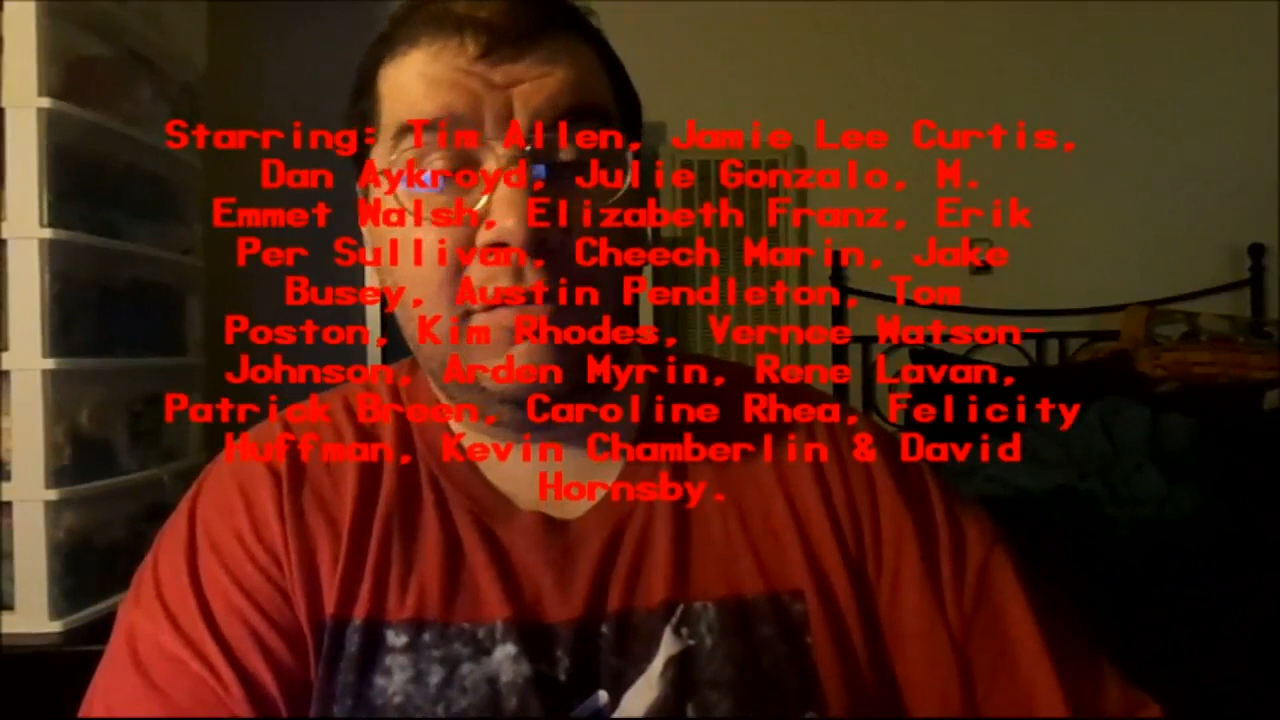 Starring: Tim Allen, Jamie Lee Curtis,
Dan Aykroyd, Julie Gonzalo, M.
Emmet Walsh, Elizabeth Franz, Erik
Per Sullivan, Cheech Marin, Jake
Busey, Austin Pendleton, Tom
Poston, Kim Rhodes, Vernee Watson-
Johnson, Arden Myrin, Rene Lavan,
Patrick Breen, Caroline Rhea, Felicity
Huffman, Kevin Chamberlin & David
Hornsby.